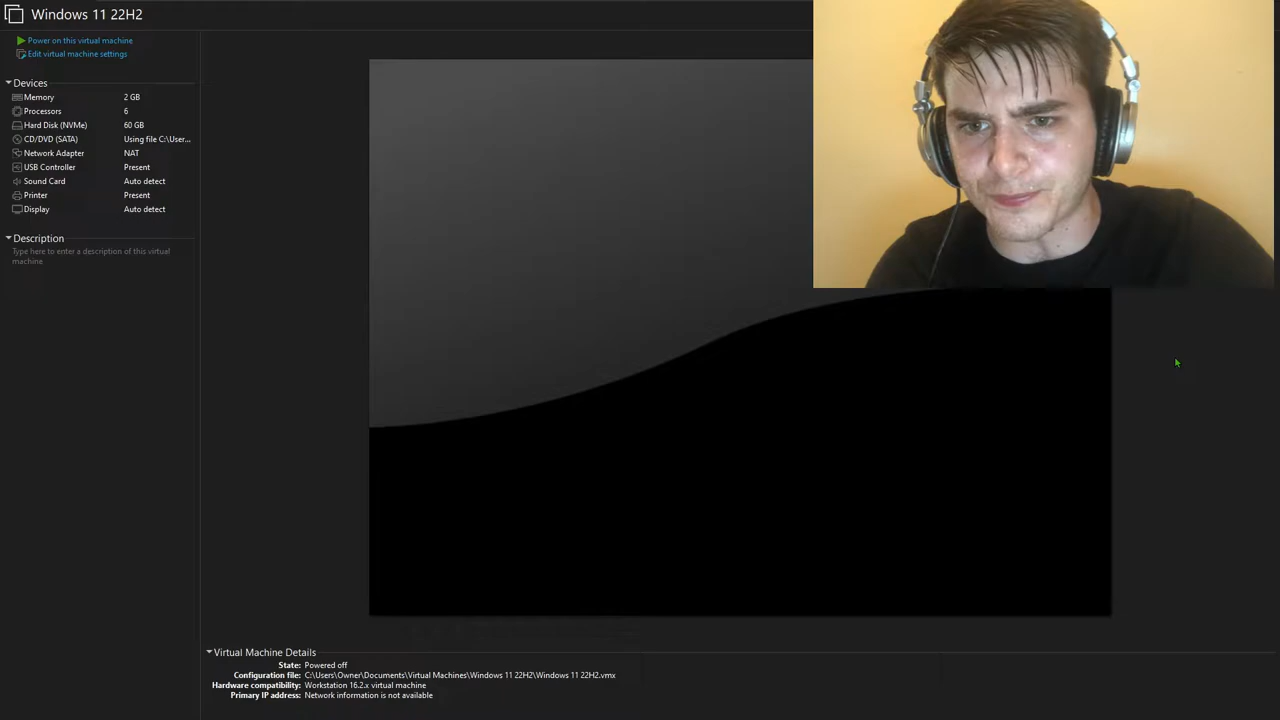 Windows 11 22H2
Power on this virtual machine
Edit virtual machine settings
Devices
Memory 2 GB
Processors 6
Hard Disk (NVMe) 60 GB
CD/DVD (SATA) Using file C:\User...
Network Adapter NAT
USB Controller Present
Sound Card Auto detect
Printer Present
Display Auto detect
Description
Type here to enter a description of this virtual
machine
Virtual Machine Details
State: Powered off
Configuration file: C:\Users\Owner\Documents\Virtual Machines\Windows 11 22H2\Windows 11 22H2.vmx
Hardware compatibility: Workstation 16.2.x virtual machine
Primary IP address: Network information is not available